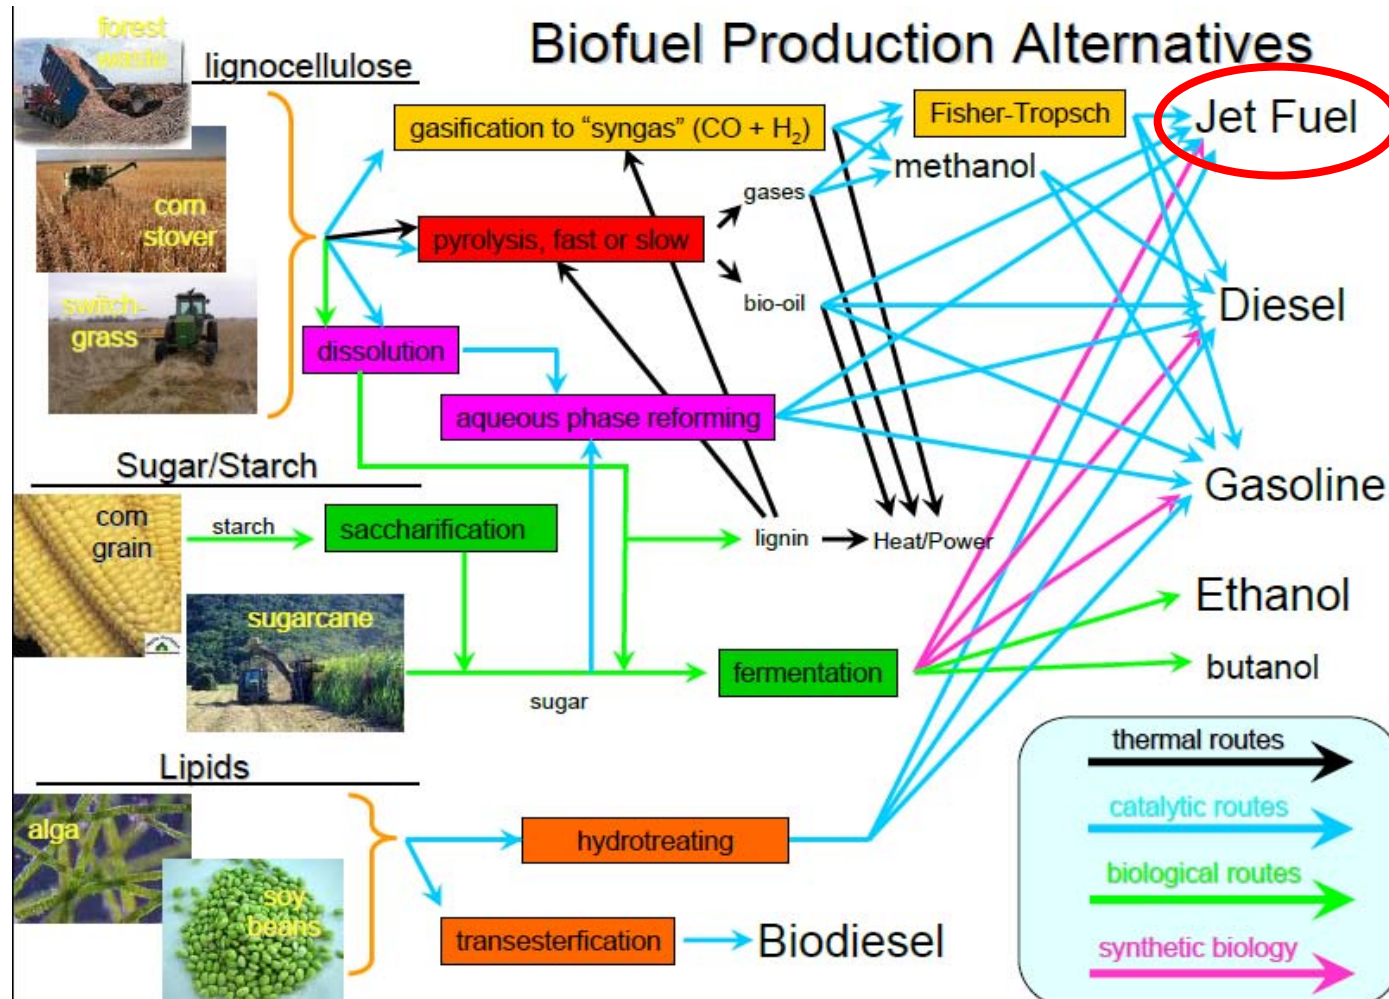 Biofuel Production Alternatives
forest
waste
lignocellulose
corn
stover
switch-
grass
gasification to "syngas" (CO + H₂)
Fisher-Tropsch
Jet Fuel
methanol
gases
pyrolysis, fast or slow
bio-oil
Diesel
dissolution
aqueous phase reforming
Sugar/Starch
Gasoline
corn
grain
starch
saccharification
lignin
Heat/Power
sugarcane
Ethanol
fermentation
butanol
sugar
Lipids
alga
hydrotreating
soy
beans
transesterfication
Biodiesel
thermal routes
catalytic routes
biological routes
synthetic biology